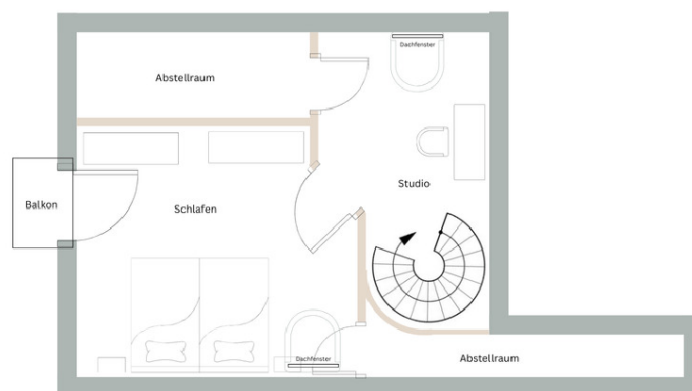 Dachfenster
Abstellraum
Studio
Balkon
Schlafen
Dachfenster
Abstellraum